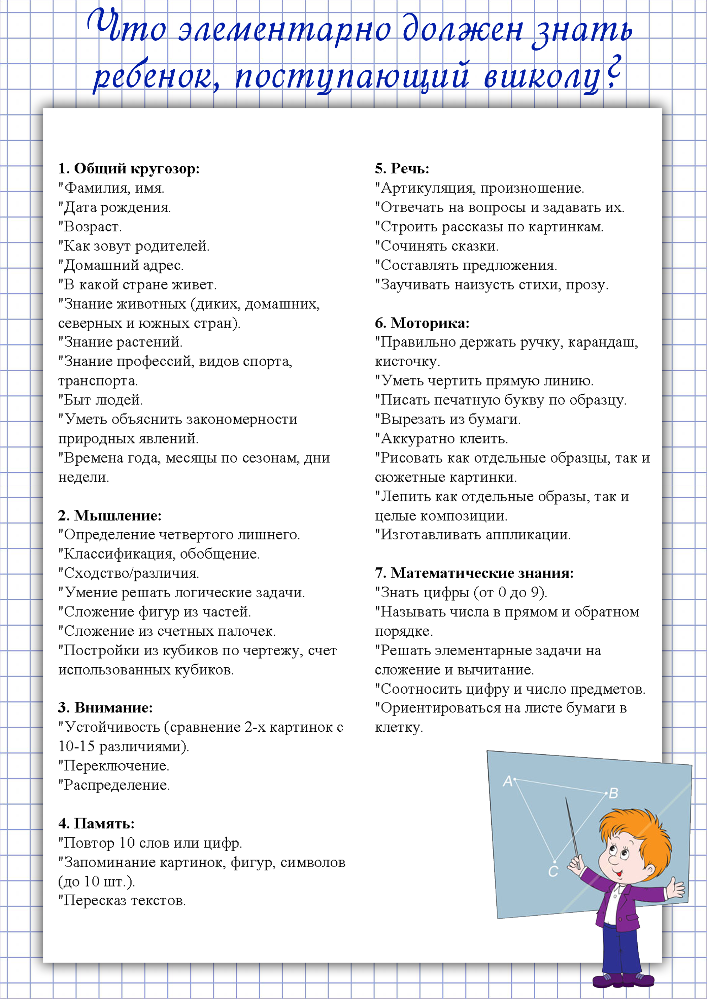 Что элементарно должен знать
ребенок, поступающий вшколу?
1. Общий кругозор:
"Фамилия, имя.
"Дата рождения.
"Возраст.
"Как зовут родителей.
"Домашний адрес.
"В какой стране живет.
"Знание животных (диких, домашних,
северных и южных стран).
"Знание растений.
"Знание профессий, видов спорта,
транспорта.
"Быт людей.
"Уметь объяснить закономерности
природных явлений.
"Времена года, месяцы по сезонам, дни
недели.
2. Мышление:
"Определение четвертого лишнего.
"Классификация, обобщение.
"Сходство/различия.
"Умение решать логические задачи.
"Сложение фигур из частей.
"Сложение из счетных палочек.
"Постройки из кубиков по чертежу, счет
использованных кубиков.
3. Внимание:
"Устойчивость (сравнение 2-х картинок с
10-15 различиями).
"Переключение.
"Распределение.
4. Память:
"Повтор 10 слов или цифр.
"Запоминание картинок, фигур, символов
(до 10 шт.).
"Пересказ текстов.
5. Речь:
"Артикуляция, произношение.
"Отвечать на вопросы и задавать их.
"Строить рассказы по картинкам.
"Сочинять сказки.
"Составлять предложения.
"Заучивать наизусть стихи, прозу.
6. Моторика:
"Правильно держать ручку, карандаш,
кисточку.
"Уметь чертить прямую линию.
"Писать печатную букву по образцу.
"Вырезать из бумаги.
"Аккуратно клеить.
"Рисовать как отдельные образцы, так и
сюжетные картинки.
"Лепить как отдельные образы, так и
целые композиции.
"Изготавливать аппликации.
7. Математические знания:
"Знать цифры (от 0 до 9).
"Называть числа в прямом и обратном
порядке.
"Решать элементарные задачи на
сложение и вычитание.
"Соотносить цифру и число предметов.
"Ориентироваться на листе бумаги в
клетку.
A
B
C